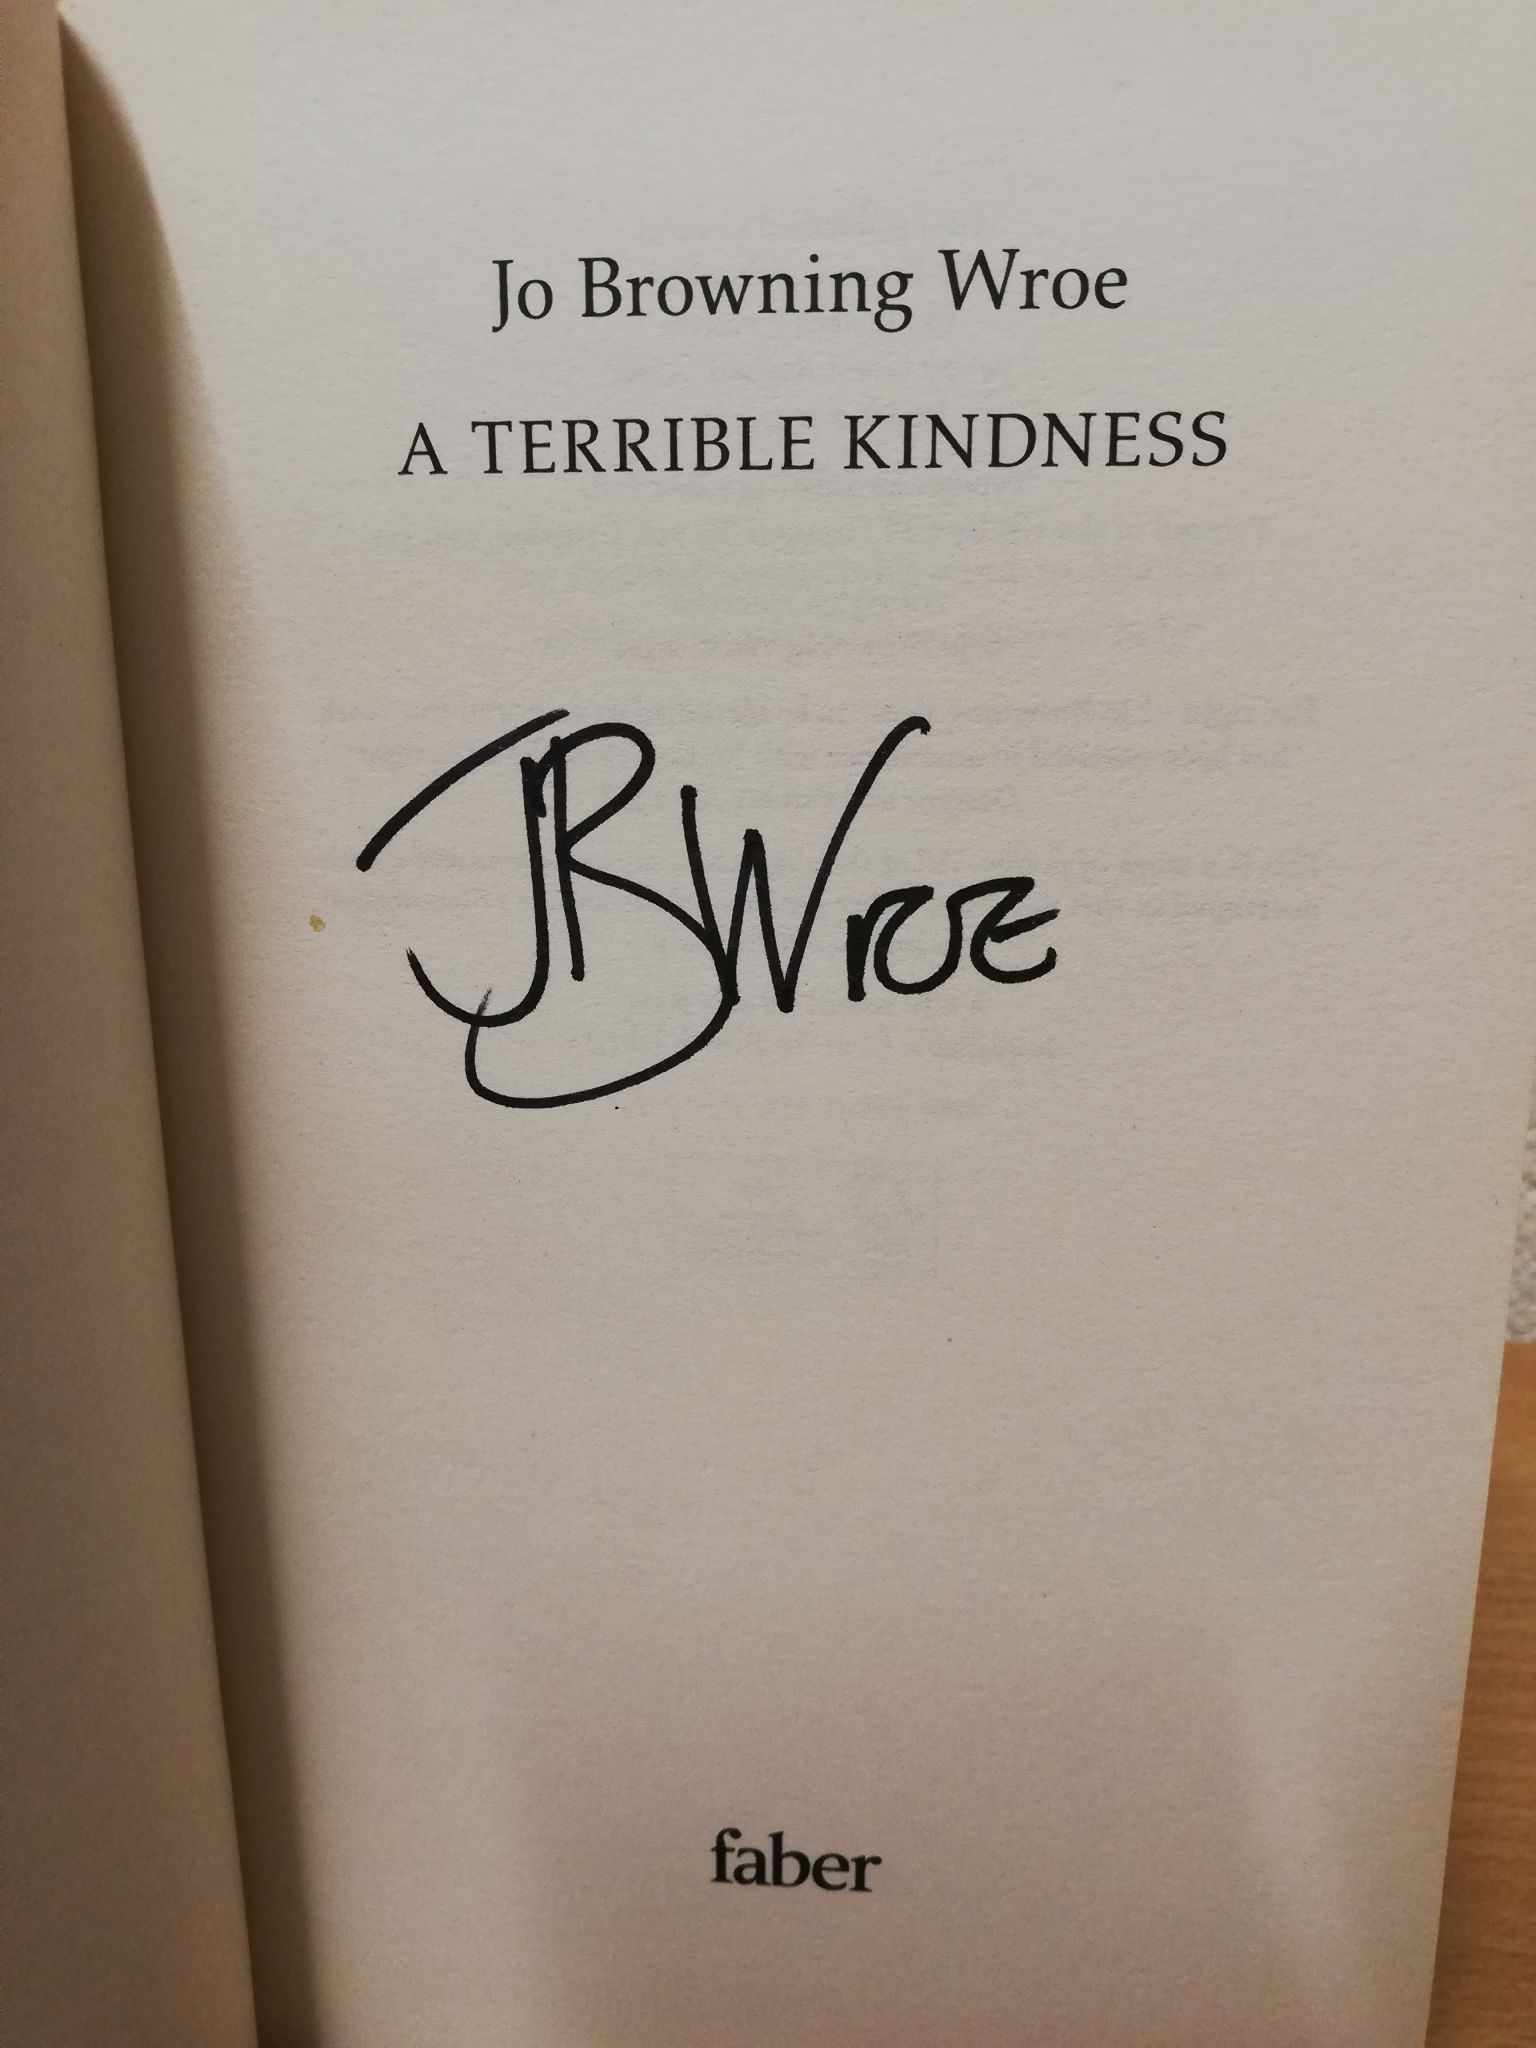 Jo Browning Wroe
A TERRIBLE KINDNESS
JBWroe
faber